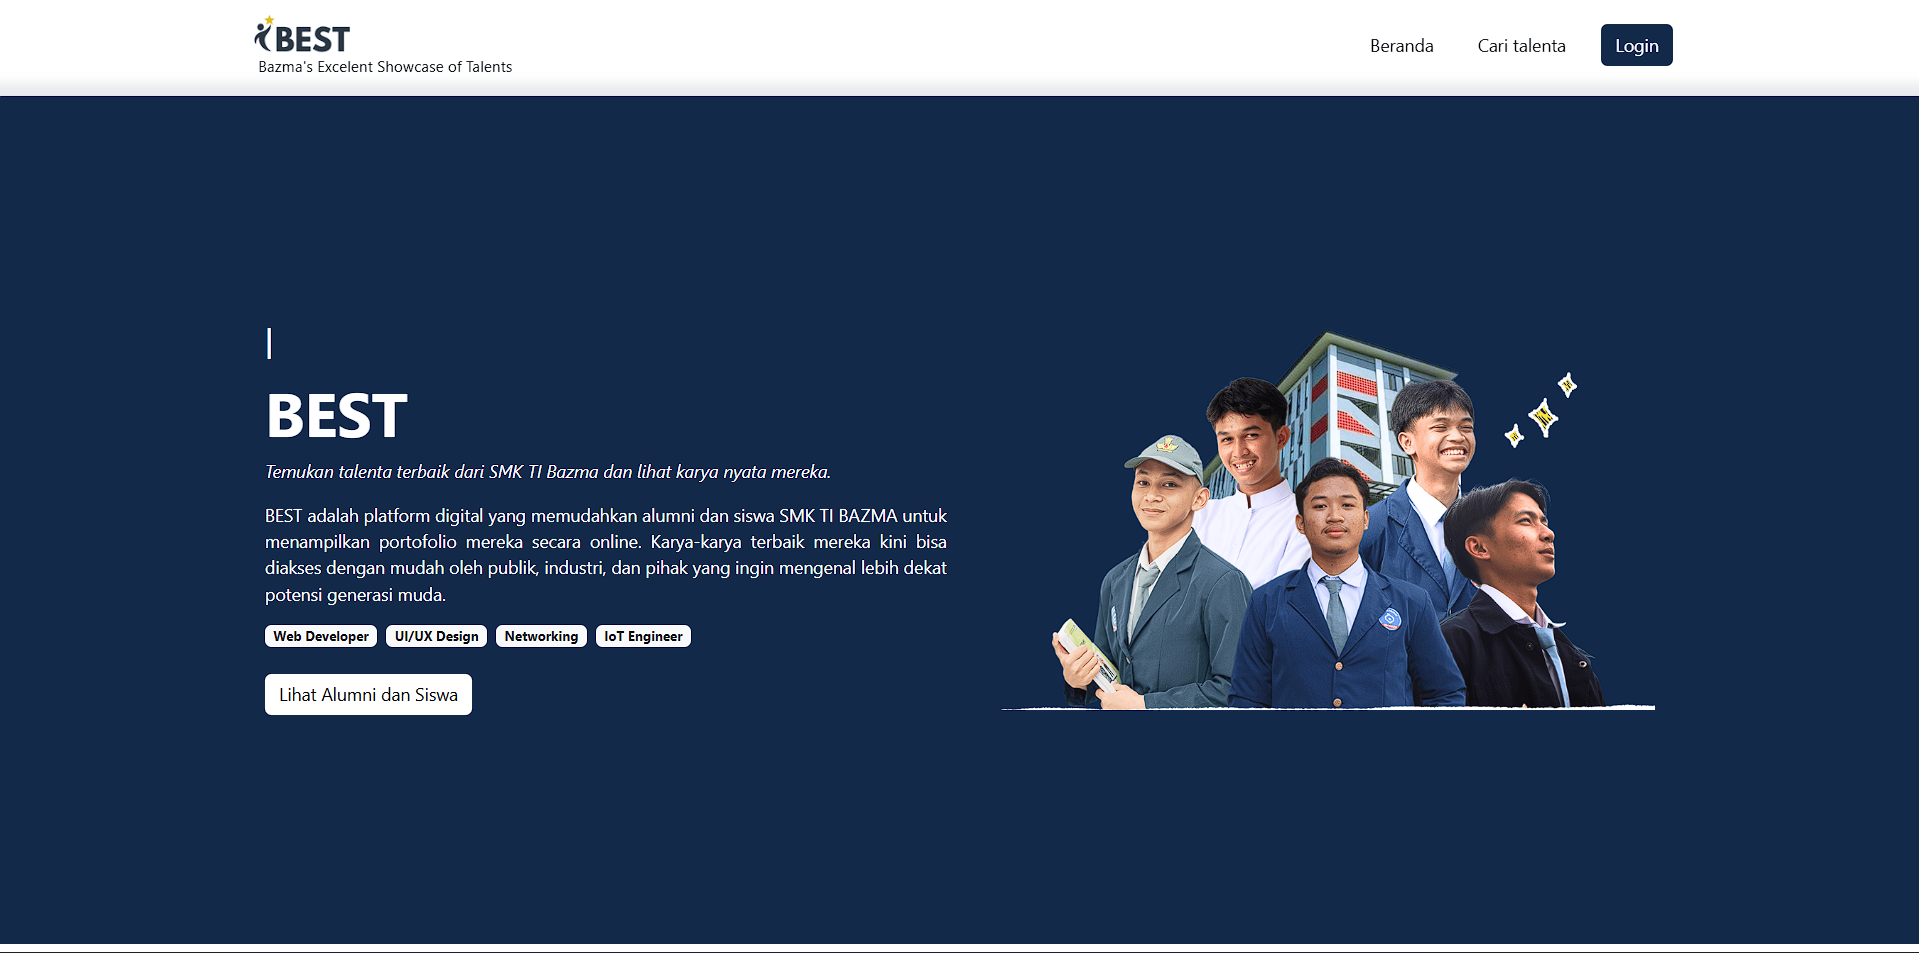 BEST
Bazma's Excelent Showcase of Talents
Beranda
Cari talenta
Login
BEST
Temukan talenta terbaik dari SMK TI Bazma dan lihat karya nyata mereka.
BEST adalah platform digital yang memudahkan alumni dan siswa SMK TI BAZMA untuk
menampilkan portofolio mereka secara online. Karya-karya terbaik mereka kini bisa
diakses dengan mudah oleh publik, industri, dan pihak yang ingin mengenal lebih dekat
potensi generasi muda.
Web Developer
UI/UX Design
Networking
IoT Engineer
Lihat Alumni dan Siswa